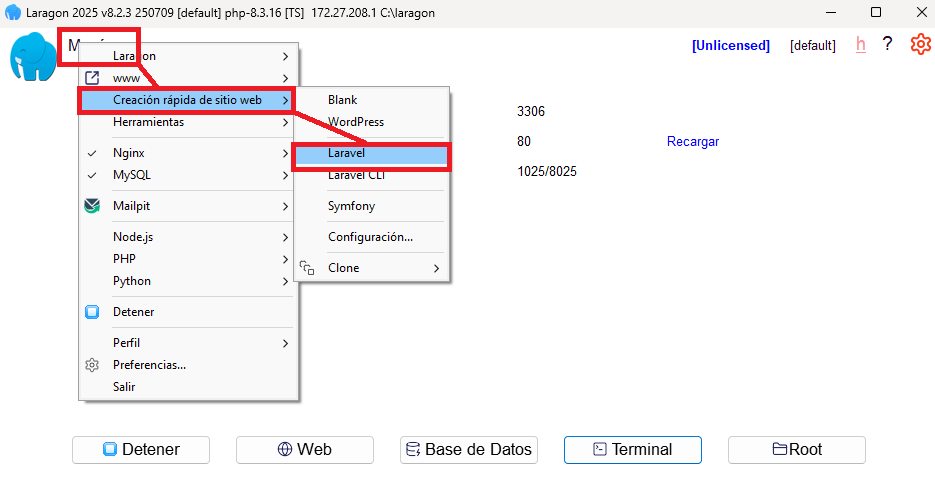 Laragon 2025 v8.2.3 250709 [default] php-8.3.16 [TS] 172.27.208.1 C:\laragon
[Unlicensed] [default] h ?
Laragon
www
Creación rápida de sitio web
Herramientas
Nginx
MySQL
Mailpit
Node.js
PHP
Python
Detener
Perfil
Preferencias...
Salir
Blank
WordPress
Laravel
Laravel CLI
Symfony
Configuración...
Clone
3306
80 Recargar
1025/8025
Detener Web Base de Datos Terminal Root